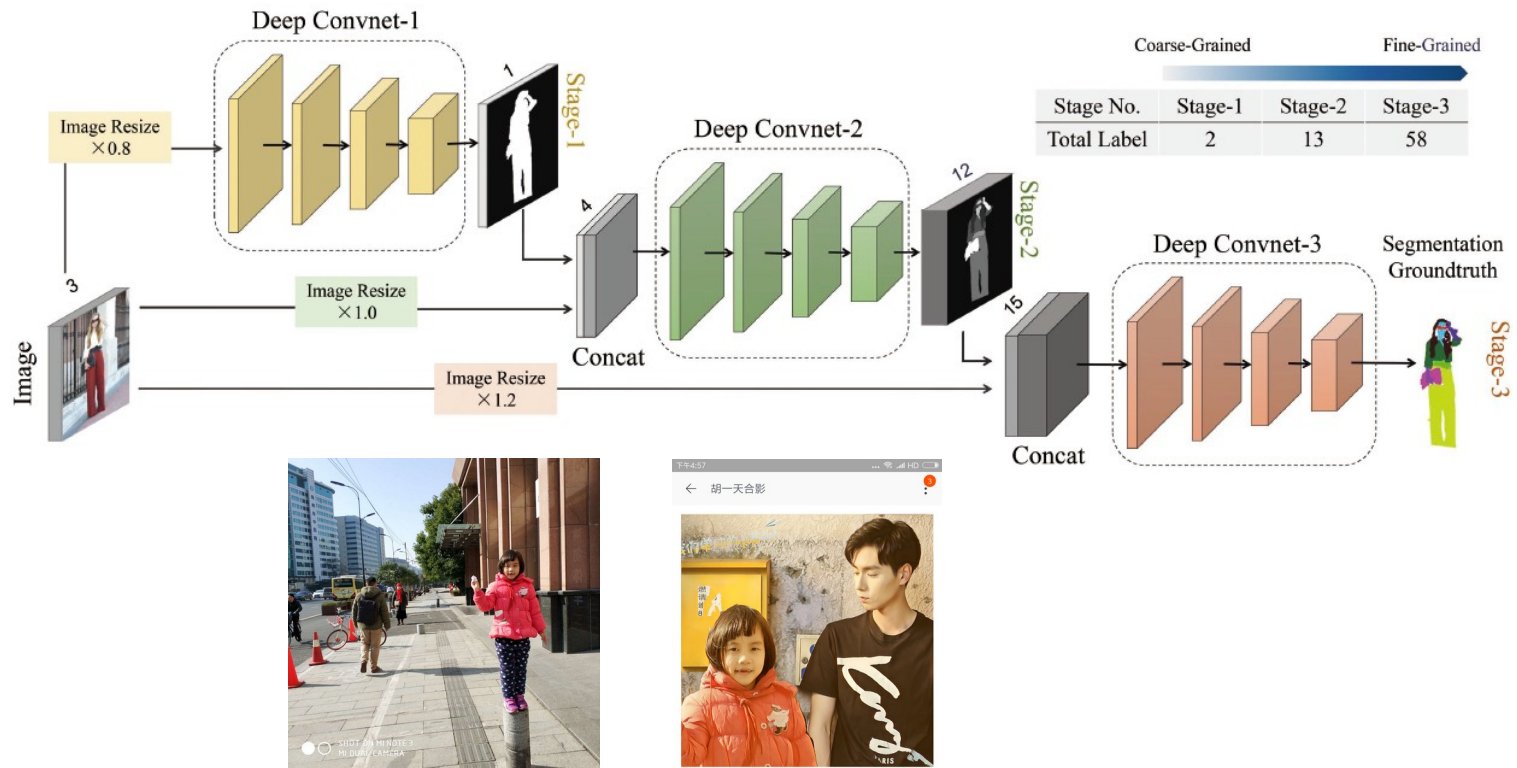 Deep Convnet-1
Image Resize
×0.8
1
Stage-1
Coarse-Grained
Fine-Grained
Stage No.
Stage-1
Stage-2
Stage-3
Total Label
2
13
58
Deep Convnet-2
4
12
Stage-2
3
Image
Image Resize
×1.0
Concat
Image Resize
×1.2
15
Concat
Deep Convnet-3
Segmentation
Groundtruth
Stage-3
SHOT ON MI NOTE 3
MI DUAL CAMERA
下午4:57
... HD
胡一天合影
3
PARIS